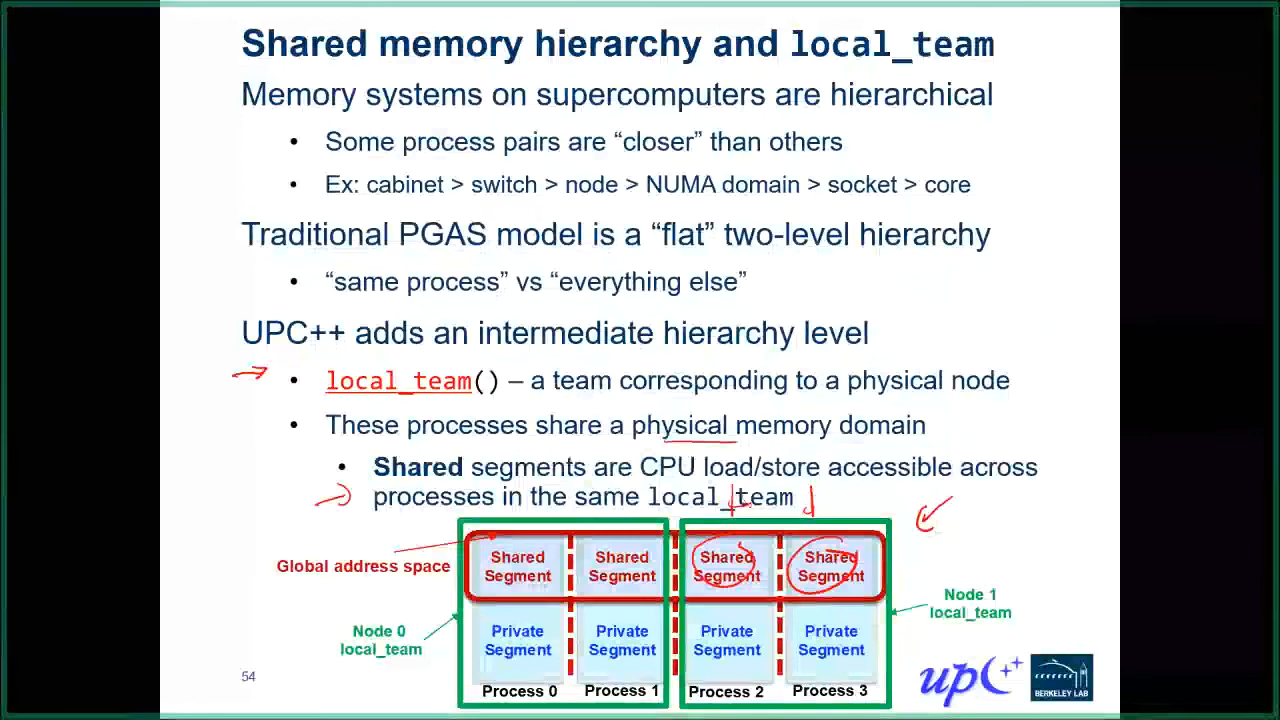 Shared memory hierarchy and local_team
Memory systems on supercomputers are hierarchical
• Some process pairs are “closer” than others
• Ex: cabinet > switch > node > NUMA domain > socket > core
Traditional PGAS model is a “flat” two-level hierarchy
• “same process” vs “everything else”
UPC++ adds an intermediate hierarchy level
• local_team() – a team corresponding to a physical node
• These processes share a physical memory domain
• Shared segments are CPU load/store accessible across
processes in the same local_team
Global address space
Shared
Segment
Shared
Segment
Shared
Segment
Shared
Segment
Node 0
local_team
Private
Segment
Private
Segment
Private
Segment
Private
Segment
Node 1
local_team
Process 0
Process 1
Process 2
Process 3
54
upC++
BERKELEY LAB